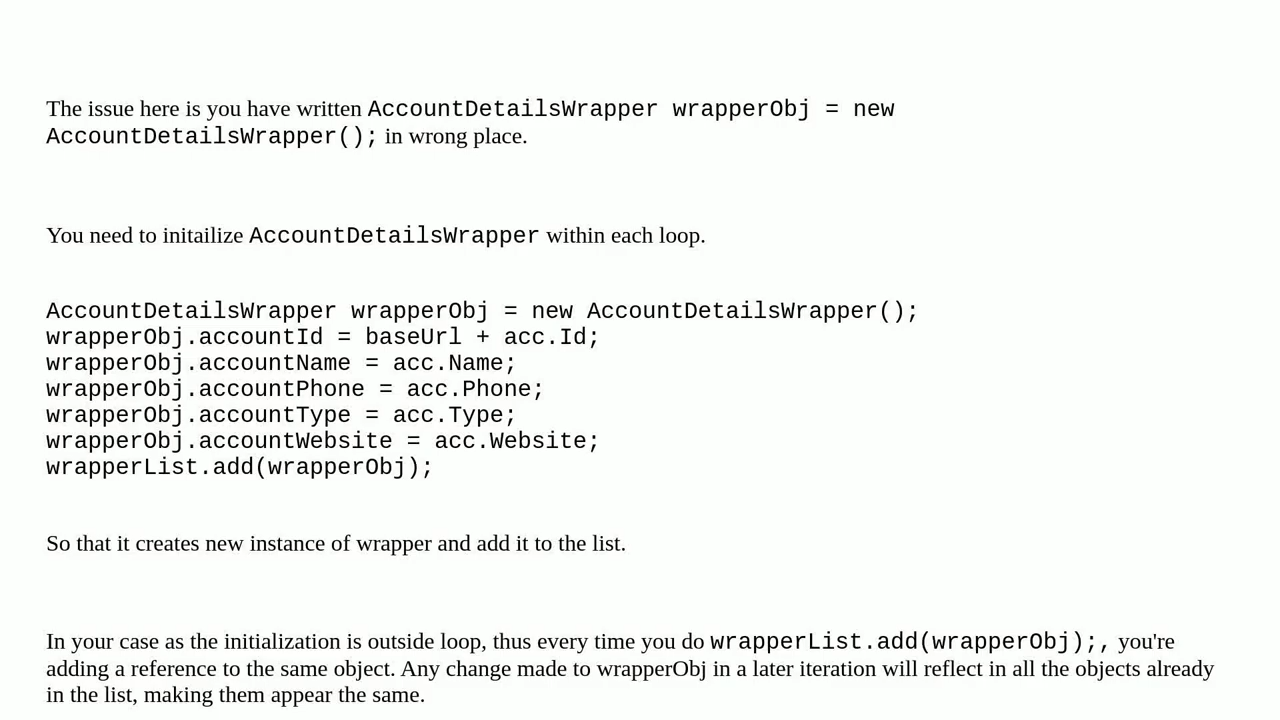 The issue here is you have written AccountDetailsWrapper wrapperObj = new
AccountDetailsWrapper(); in wrong place.
You need to initailize AccountDetailsWrapper within each loop.
AccountDetailsWrapper wrapperObj = new AccountDetailsWrapper();
wrapperObj.accountId = baseUrl + acc.Id;
wrapperObj.accountName = acc.Name;
wrapperObj.accountPhone = acc.Phone;
wrapperObj.accountType = acc.Type;
wrapperObj.accountWebsite = acc.Website;
wrapperList.add(wrapperObj);
So that it creates new instance of wrapper and add it to the list.
In your case as the initialization is outside loop, thus every time you do wrapperList.add(wrapperObj);, you're
adding a reference to the same object. Any change made to wrapperObj in a later iteration will reflect in all the objects already
in the list, making them appear the same.